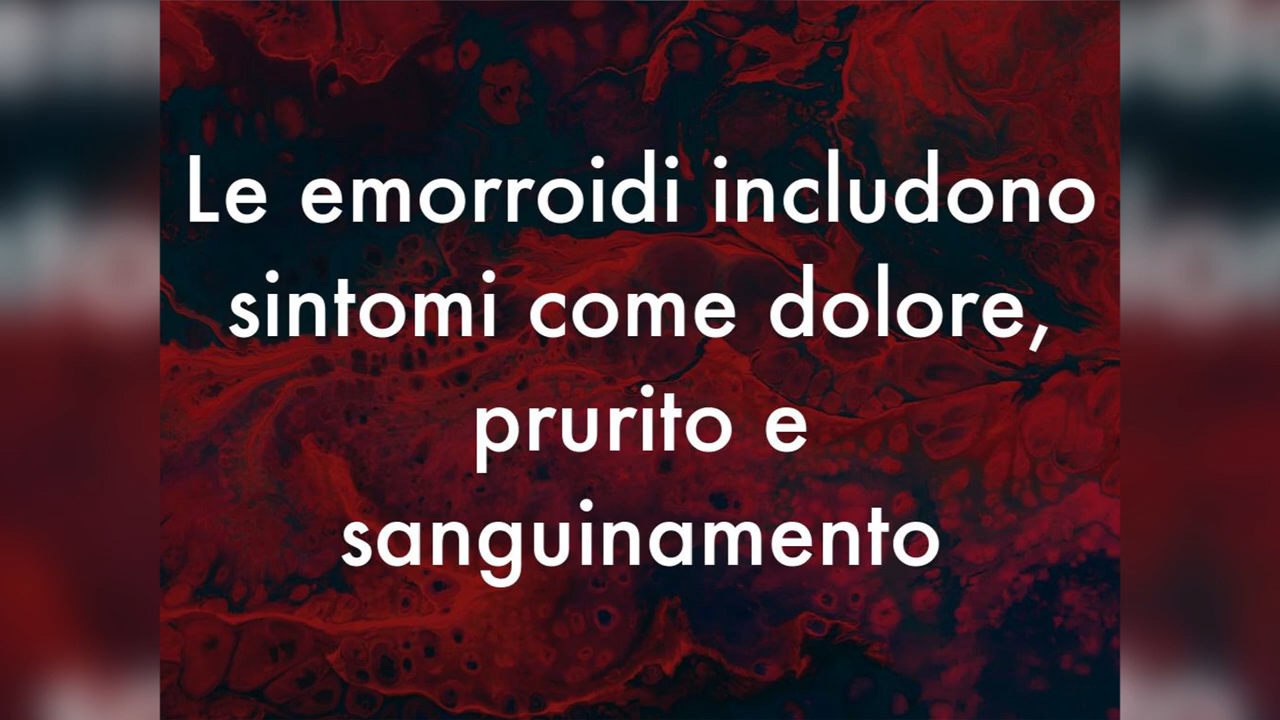 Le emorroidi includono
sintomi come dolore,
prurito e
sanguinamento